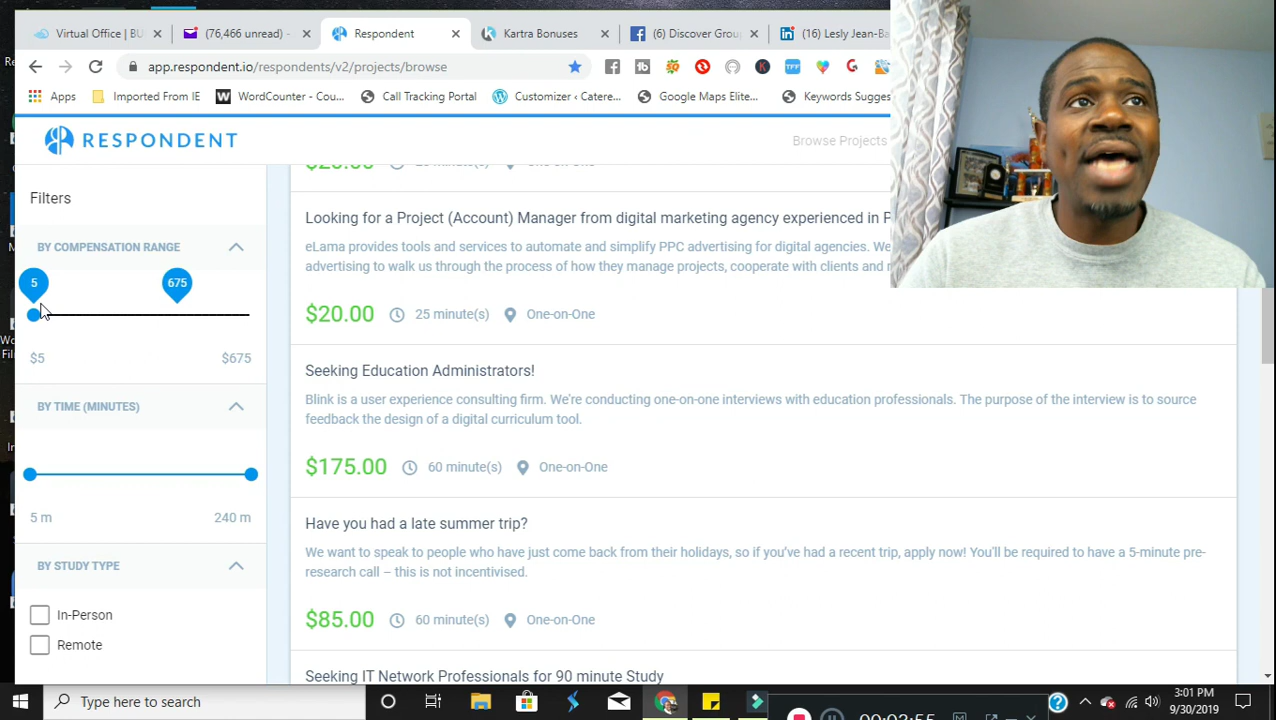 Virtual Office | BU
(76,466 unread) -
Respondent
Kartra Bonuses
(6) Discover Grou
(16) Lesly Jean-Ba
app.respondent.io/respondents/v2/projects/browse
Apps
Imported From IE
WordCounter - Cou...
Call Tracking Portal
Customizer ‹ Catere...
Google Maps Elite...
Keywords Sugges
RESPONDENT
Browse Projects
Filters
BY COMPENSATION RANGE
5
675
$5
$675
BY TIME (MINUTES)
5 m
240 m
BY STUDY TYPE
In-Person
Remote
Looking for a Project (Account) Manager from digital marketing agency experienced in P
eLama provides tools and services to automate and simplify PPC advertising for digital agencies. We
advertising to walk us through the process of how they manage projects, cooperate with clients and
$20.00 25 minute(s) One-on-One
Seeking Education Administrators!
Blink is a user experience consulting firm. We're conducting one-on-one interviews with education professionals. The purpose of the interview is to source
feedback the design of a digital curriculum tool.
$175.00 60 minute(s) One-on-One
Have you had a late summer trip?
We want to speak to people who have just come back from their holidays, so if you've had a recent trip, apply now! You'll be required to have a 5-minute pre-
research call – this is not incentivised.
$85.00 60 minute(s) One-on-One
Seeking IT Network Professionals for 90 minute Study
Type here to search
00:03:55
3:01 PM
9/30/2019